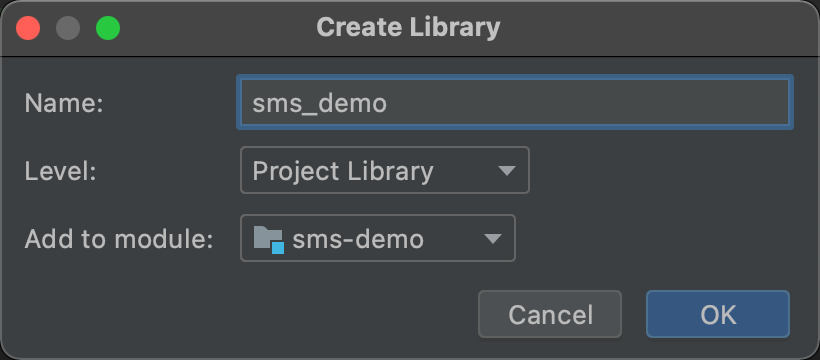 Create Library
Name: sms_demo
Level: Project Library
Add to module: sms-demo
Cancel OK